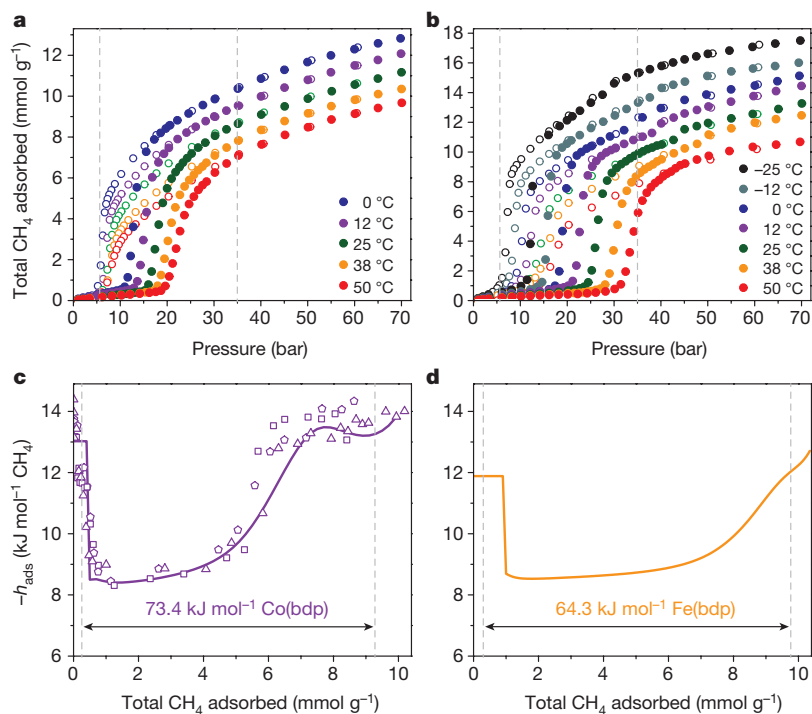 a
b
Total CH4 adsorbed (mmol g−1)
12
10
8
6
4
2
0
0 °C
12 °C
25 °C
38 °C
50 °C
0 10 20 30 40 50 60 70
Pressure (bar)
18
16
14
12
10
8
6
4
2
0
−25 °C
−12 °C
0 °C
12 °C
25 °C
38 °C
50 °C
0 10 20 30 40 50 60 70
Pressure (bar)
c
d
−hads (kJ mol−1 CH4)
14
12
10
8
6
73.4 kJ mol−1 Co(bdp)
0 2 4 6 8 10
Total CH4 adsorbed (mmol g−1)
14
12
10
8
6
64.3 kJ mol−1 Fe(bdp)
0 2 4 6 8 10
Total CH4 adsorbed (mmol g−1)